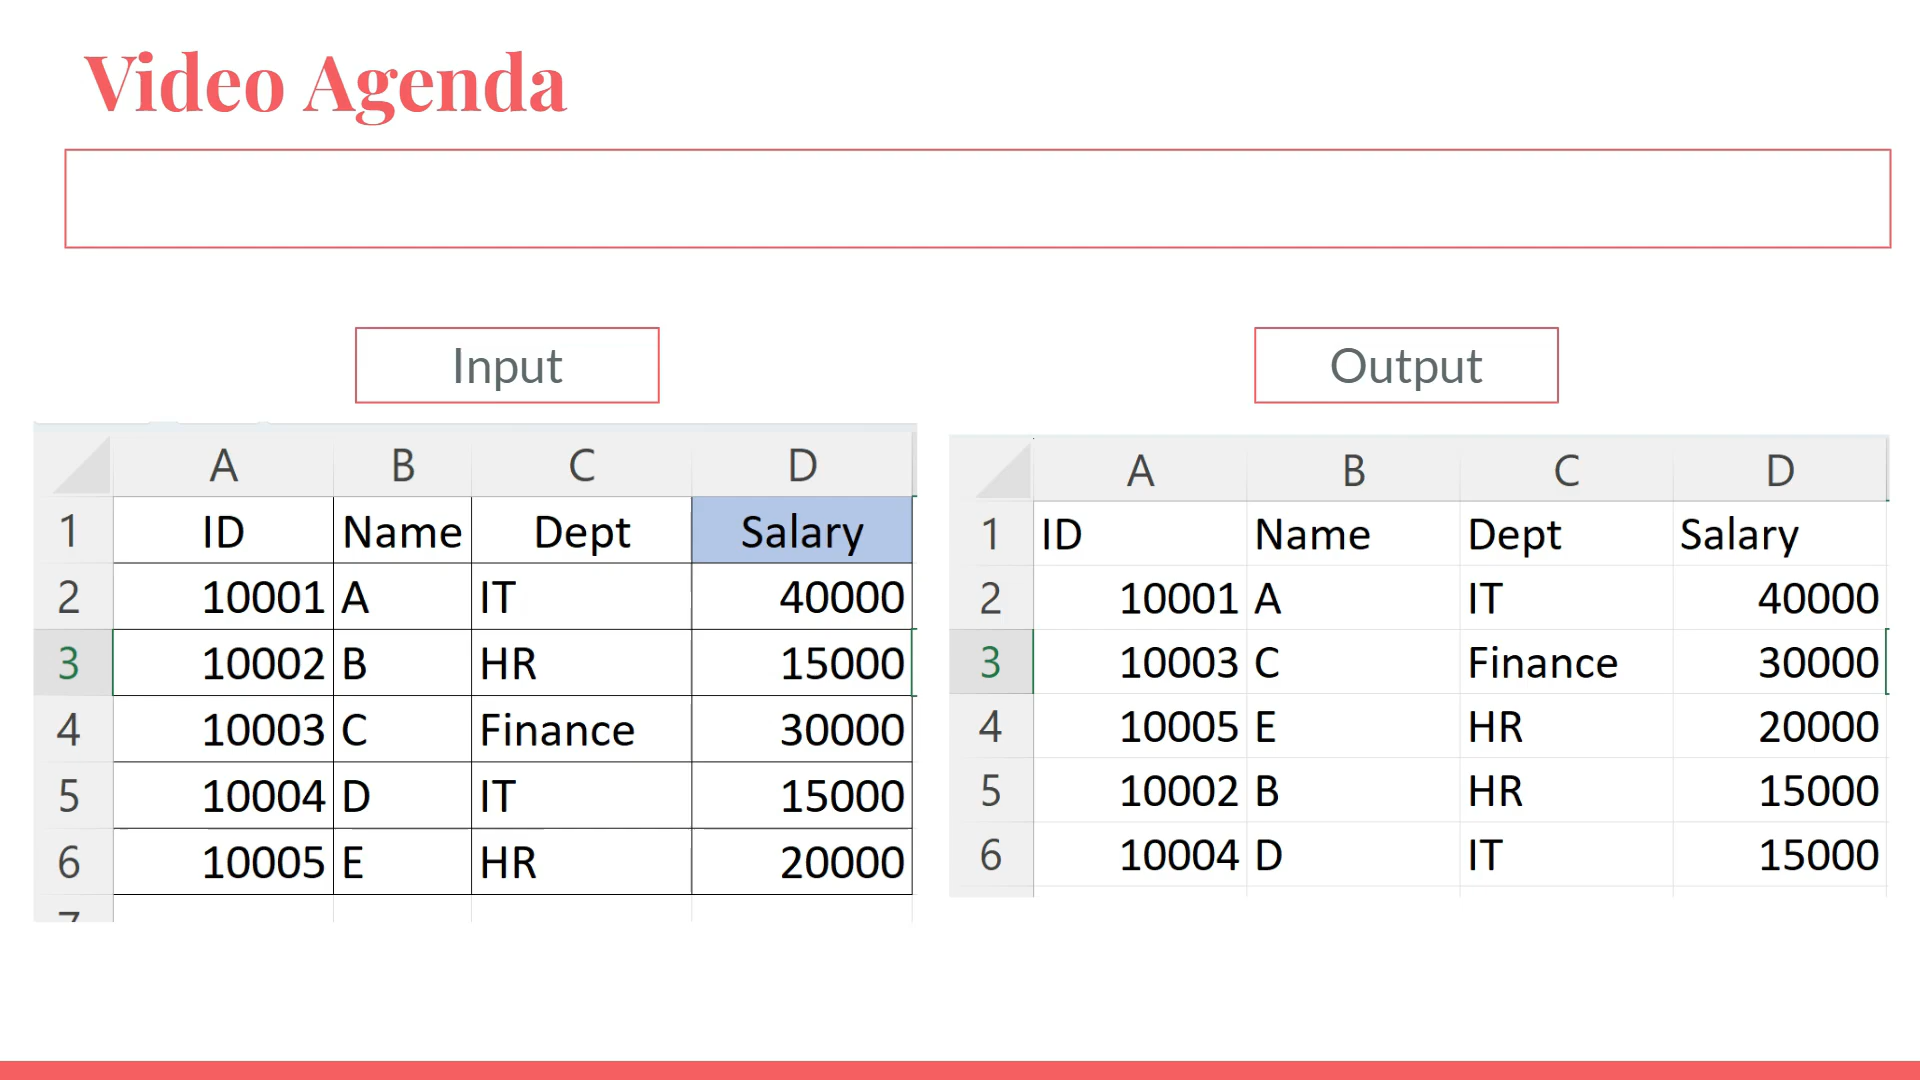 Video Agenda
Input
A B C D
1 ID Name Dept Salary
2 10001 A IT 40000
3 10002 B HR 15000
4 10003 C Finance 30000
5 10004 D IT 15000
6 10005 E HR 20000
7
Output
A B C D
1 ID Name Dept Salary
2 10001 A IT 40000
3 10003 C Finance 30000
4 10005 E HR 20000
5 10002 B HR 15000
6 10004 D IT 15000